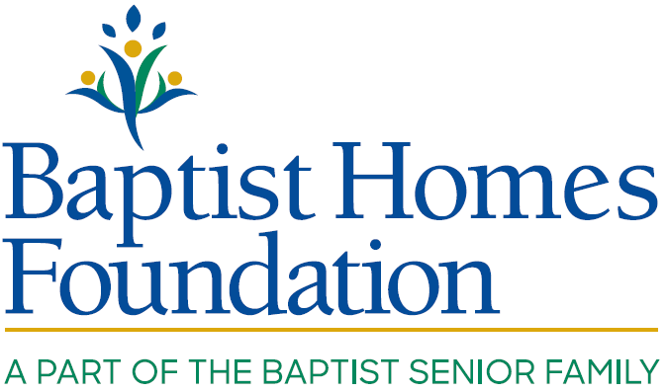 Baptist Homes
Foundation
A PART OF THE BAPTIST SENIOR FAMILY